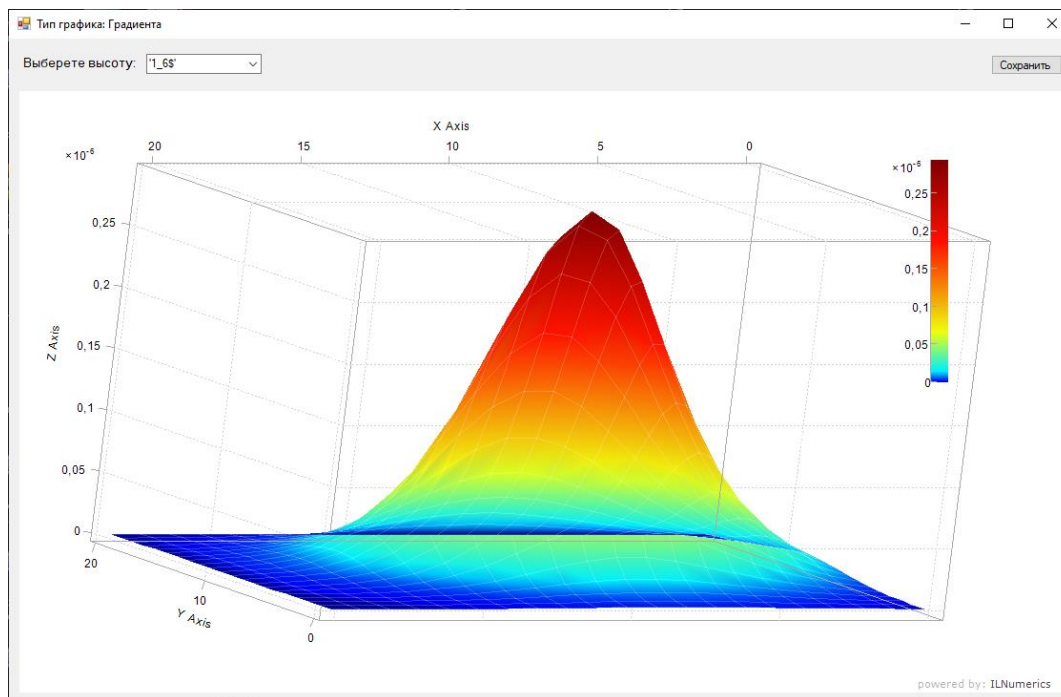 Тип графика: Градиента
Выберете высоту: '1_6$'
Сохранить
X Axis
×10⁻⁶
20 15 10 5 0
×10⁻⁶
0,25
0,2
0,15
0,1
0,05
0
Z Axis
0,25
0,2
0,15
0,1
0,05
0
20
10
0
Y Axis
powered by: ILNumerics